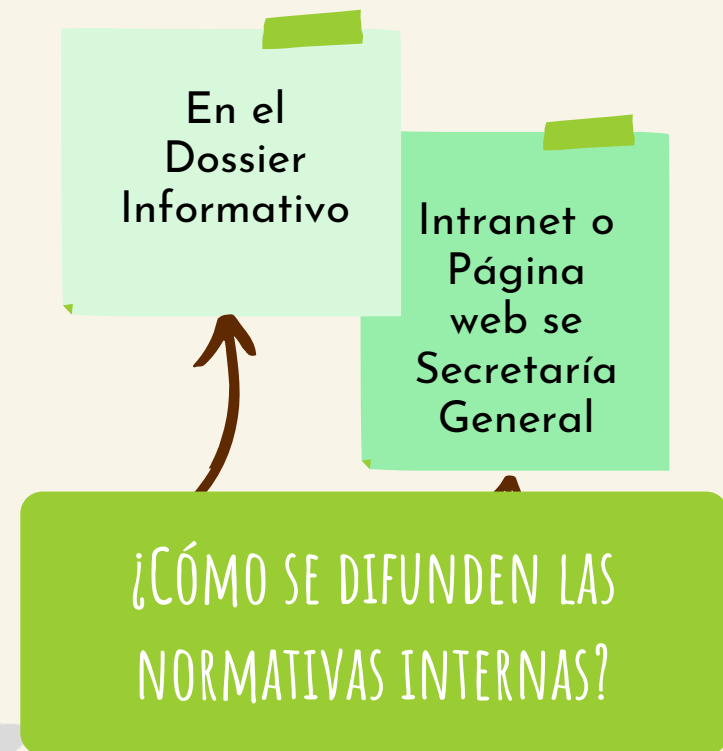 En el
Dossier
Informativo
Intranet o
Página
web se
Secretaría
General
¿Cómo se difunden las
normativas internas?